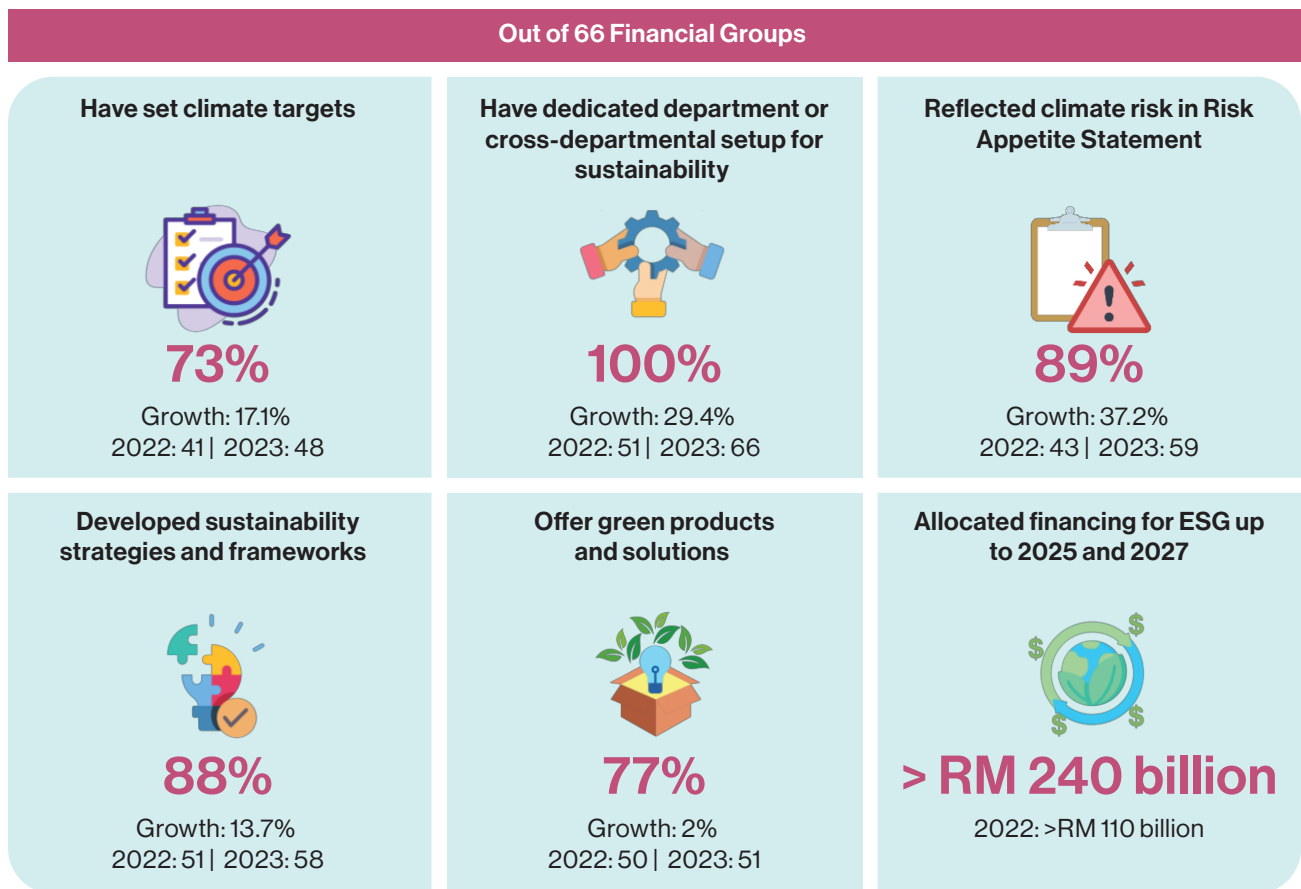 Out of 66 Financial Groups
Have set climate targets
73%
Growth: 17.1%
2022: 41 | 2023: 48
Have dedicated department or
cross-departmental setup for
sustainability
100%
Growth: 29.4%
2022: 51 | 2023: 66
Reflected climate risk in Risk
Appetite Statement
89%
Growth: 37.2%
2022: 43 | 2023: 59
Developed sustainability
strategies and frameworks
88%
Growth: 13.7%
2022: 51 | 2023: 58
Offer green products
and solutions
77%
Growth: 2%
2022: 50 | 2023: 51
Allocated financing for ESG up
to 2025 and 2027
$
$
$
$
> RM 240 billion
2022: >RM 110 billion